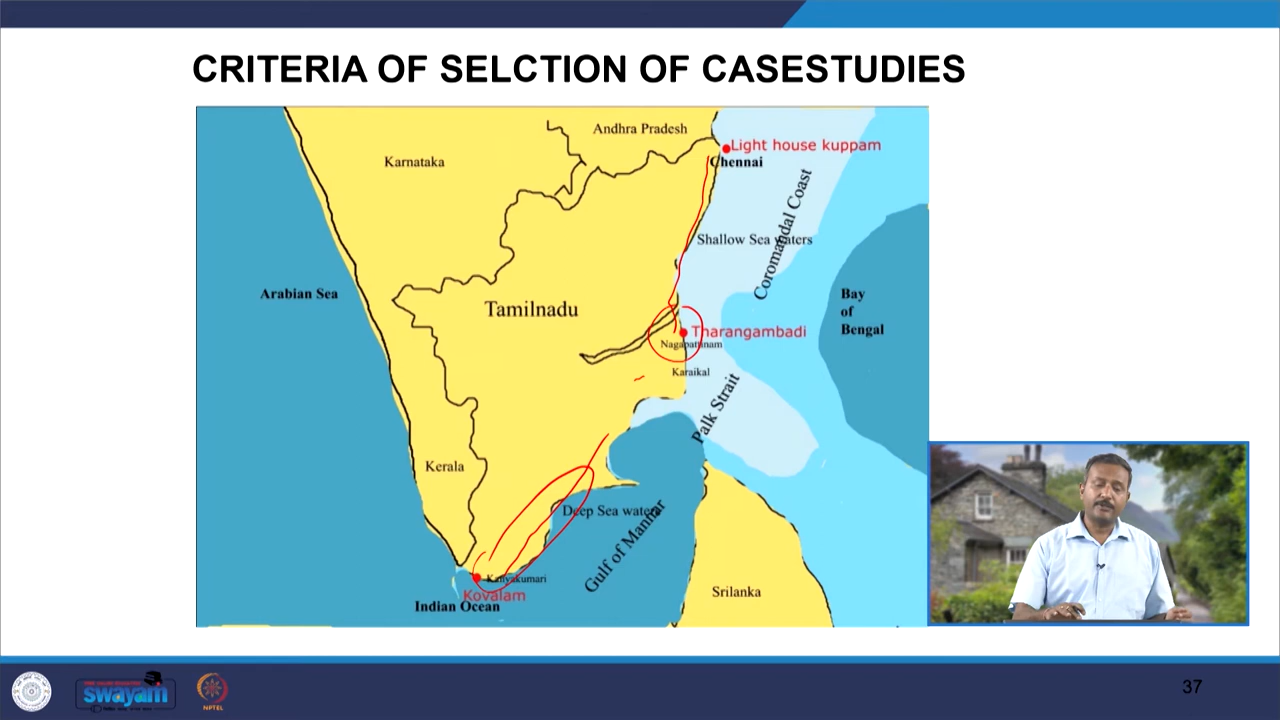 CRITERIA OF SELCTION OF CASESTUDIES
Andhra Pradesh
Light house kuppam
Karnataka
Chennai
Coromandal Coast
Shallow Sea waters
Arabian Sea
Tamilnadu
Bay
of
Bengal
Tharangambadi
Nagapattinam
Karaikal
Palk Strait
Kerala
Deep Sea waters
Gulf of Mannar
Kanyakumari
Kovalam
Indian Ocean
Srilanka
swayam
NPTEL
37